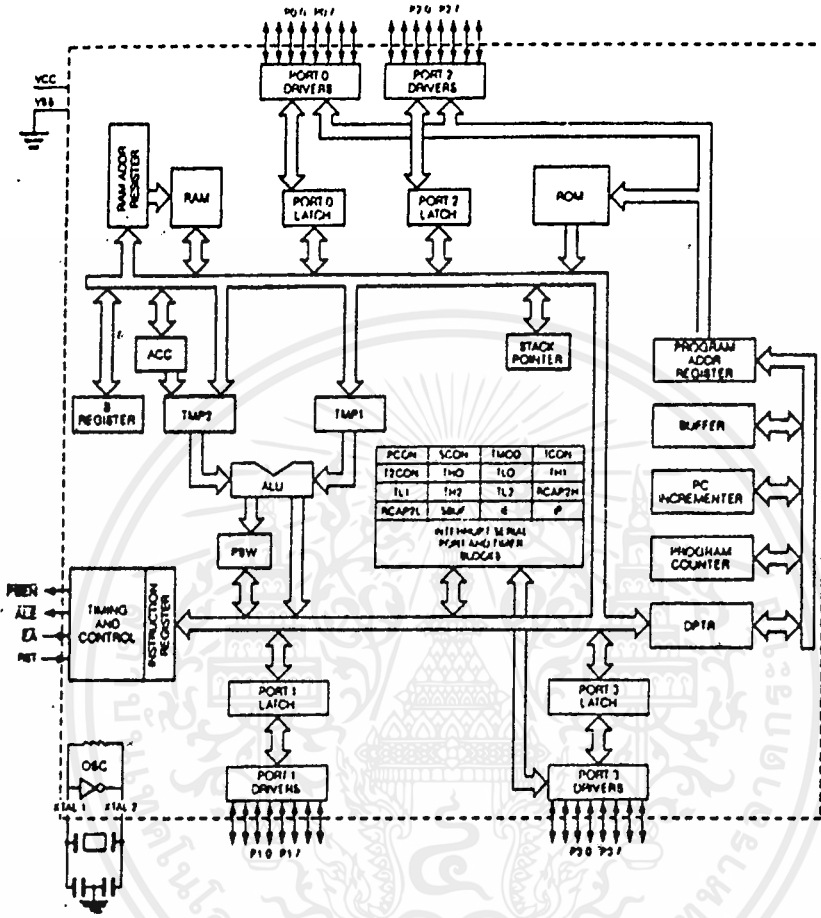 P0.0 P0.7
P2.0 P2.7
PORT 0
DRIVERS
PORT 2
DRIVERS
VCC
VSS
RAM ADDR
REGISTER
RAM
PORT 0
LATCH
PORT 2
LATCH
ROM
B
REGISTER
ACC
TMP2
TMP1
STACK
POINTER
PROGRAM
ADDR
REGISTER
BUFFER
PC
INCREMENTER
PROGRAM
COUNTER
DPTR
ALU
PSW
PCON SCON TMOD TCON
T2CON TH0 TL0 TH1
TL1 TH2 TL2 RCAP2H
RCAP2L SBUF IE IP
INTERRUPT SERIAL
PORT AND TIMER
BLOCKS
PSEN
ALE
EA
RST
TIMING
AND
CONTROL
INSTRUCTION
REGISTER
PORT 1
LATCH
PORT 3
LATCH
OSC
XTAL 1 XTAL 2
PORT 1
DRIVERS
PORT 3
DRIVERS
P1.0 P1.7
P3.0 P3.7